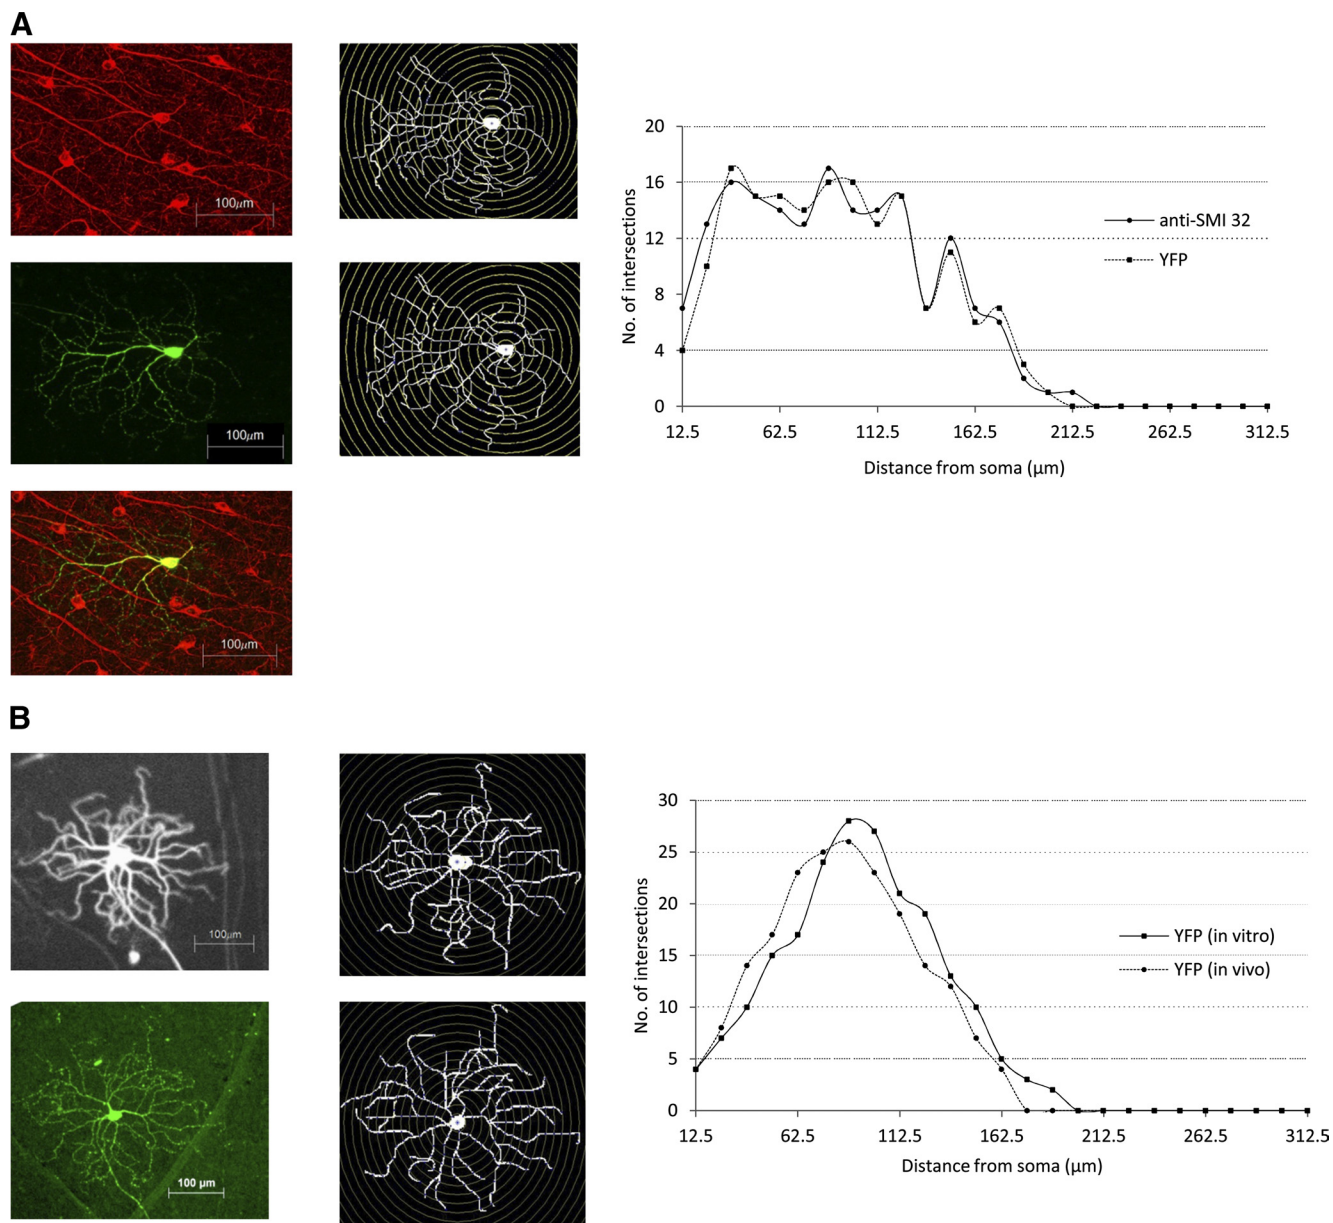 A
100μm
100μm
100μm
No. of intersections
20
16
12
8
4
0
12.5 62.5 112.5 162.5 212.5 262.5 312.5
Distance from soma (μm)
anti-SMI 32
YFP
B
100μm
100 μm
No. of intersections
30
25
20
15
10
5
0
12.5 62.5 112.5 162.5 212.5 262.5 312.5
Distance from soma (μm)
YFP (in vitro)
YFP (in vivo)